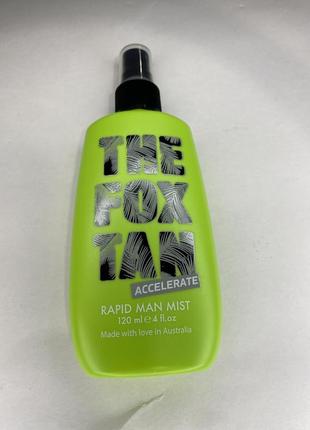 THE
FOX
TAN
ACCELERATE
RAPID MAN MIST
120 ml ℮ 4 fl.oz
Made with love in Australia